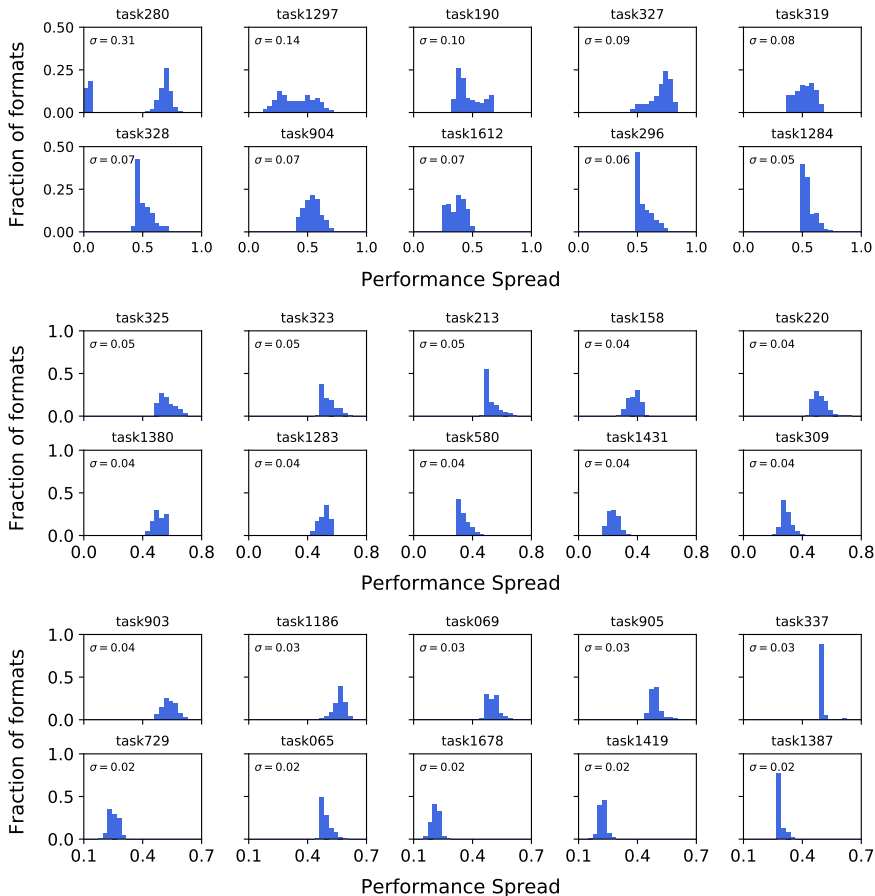 task280 task1297 task190 task327 task319
0.50
σ = 0.31 σ = 0.14 σ = 0.10 σ = 0.09 σ = 0.08
0.25
0.00
task328 task904 task1612 task296 task1284
0.50
σ = 0.07 σ = 0.07 σ = 0.07 σ = 0.06 σ = 0.05
0.25
0.00
0.0 0.5 1.0 0.0 0.5 1.0 0.0 0.5 1.0 0.0 0.5 1.0 0.0 0.5 1.0
Fraction of formats
Performance Spread
task325 task323 task213 task158 task220
1.0
σ = 0.05 σ = 0.05 σ = 0.05 σ = 0.04 σ = 0.04
0.5
0.0
task1380 task1283 task580 task1431 task309
1.0
σ = 0.04 σ = 0.04 σ = 0.04 σ = 0.04 σ = 0.04
0.5
0.0
0.0 0.4 0.8 0.0 0.4 0.8 0.0 0.4 0.8 0.0 0.4 0.8 0.0 0.4 0.8
Fraction of formats
Performance Spread
task903 task1186 task069 task905 task337
1.0
σ = 0.04 σ = 0.03 σ = 0.03 σ = 0.03 σ = 0.03
0.5
0.0
task729 task065 task1678 task1419 task1387
1.0
σ = 0.02 σ = 0.02 σ = 0.02 σ = 0.02 σ = 0.02
0.5
0.0
0.1 0.4 0.7 0.1 0.4 0.7 0.1 0.4 0.7 0.1 0.4 0.7 0.1 0.4 0.7
Fraction of formats
Performance Spread